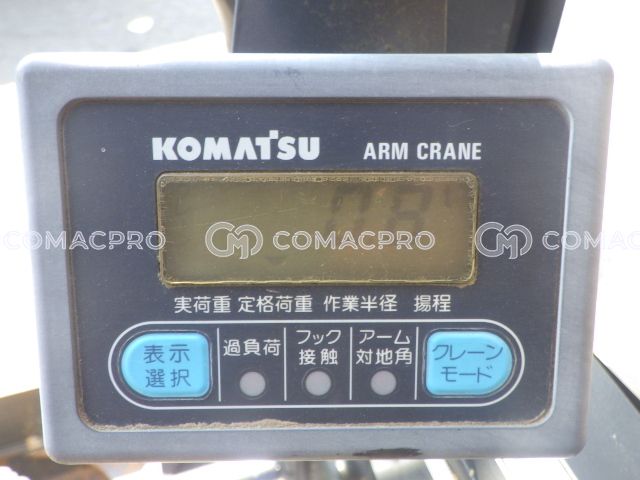 KOMATSU ARM CRANE
COMACPRO COMACPRO COMACPRO
実荷重 定格荷重 作業半径 揚程
表示 過負荷 フック アーム クレーン
選択 接触 対地角 モード